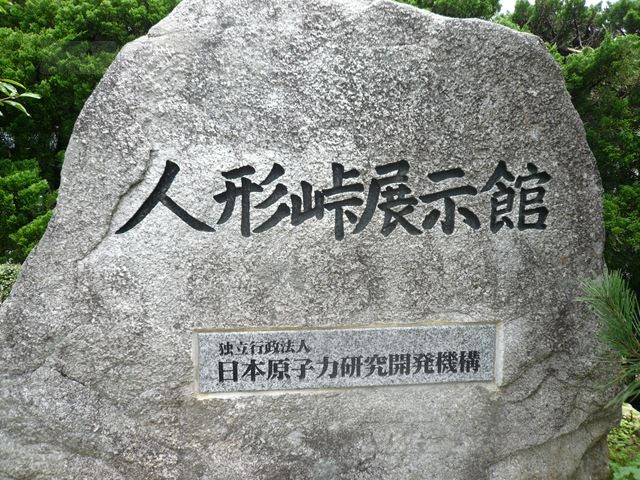 人形峠展示館
独立行政法人
日本原子力研究開発機構